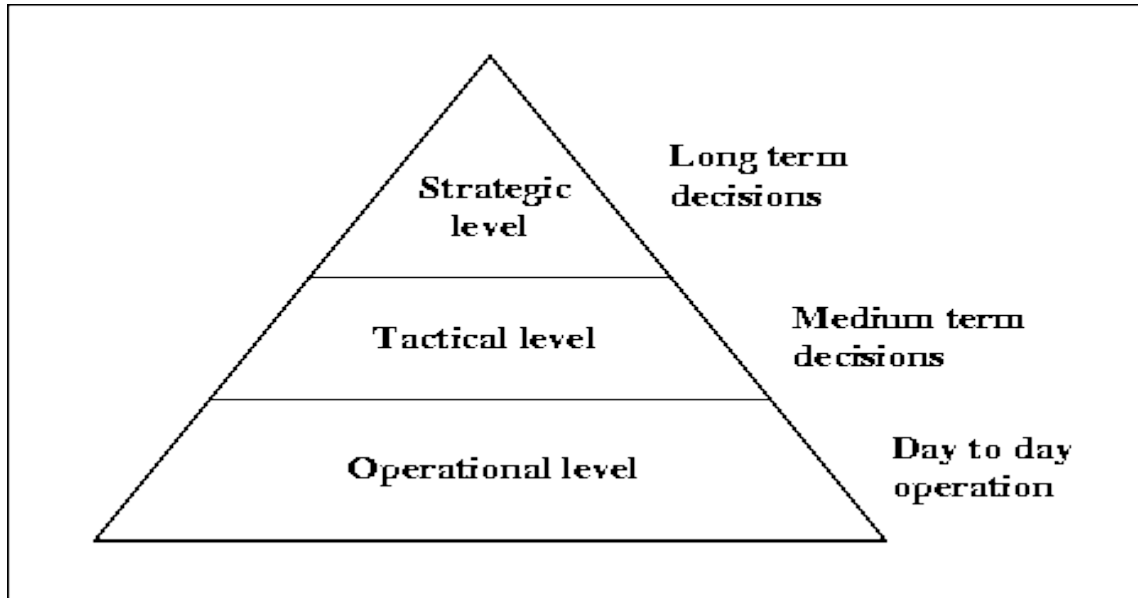 Strategic
level
Long term
decisions
Tactical level
Medium term
decisions
Operational level
Day to day
operation